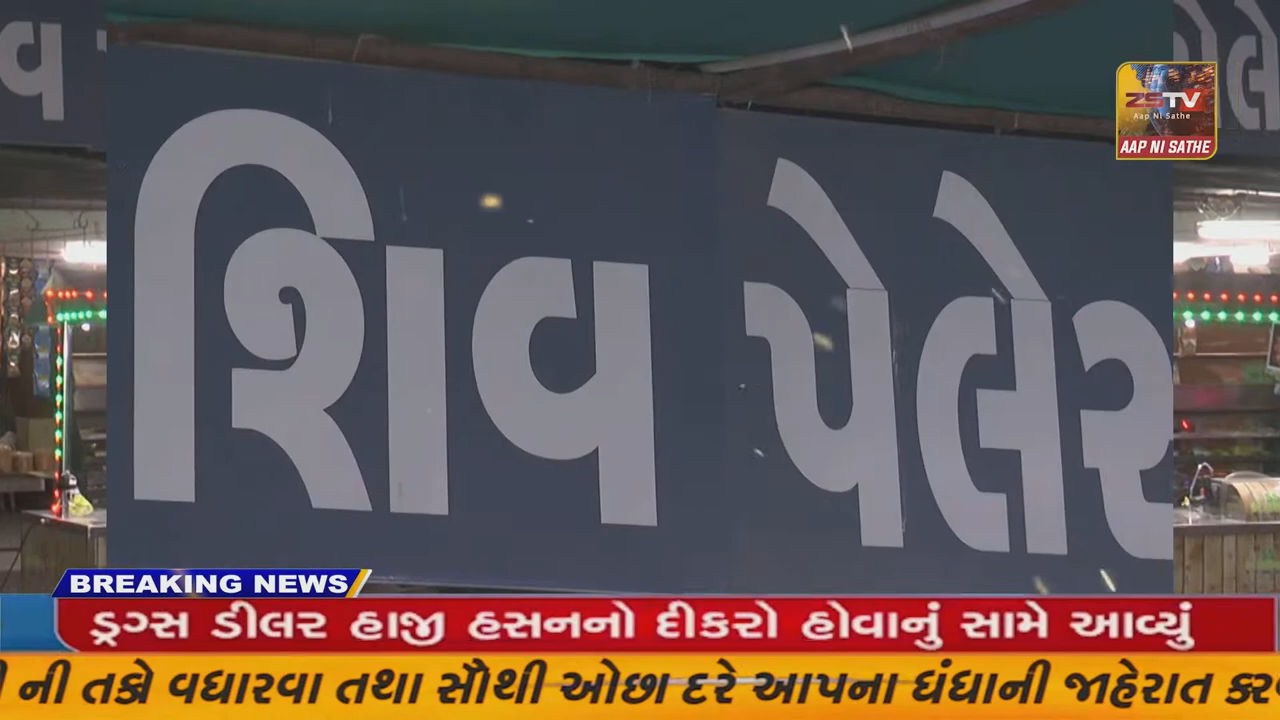 શિવ પેલેર
ZSTV
Aap Ni Sathe
AAP NI SATHE
BREAKING NEWS
ડ્રગ્સ ડીલર હાજી હસનનો દીકરો હોવાનું સામે આવ્યું
ની તકો વધારવા તથા સૌથી ઓછા દરે આપના ધંધાની જાહેરાત